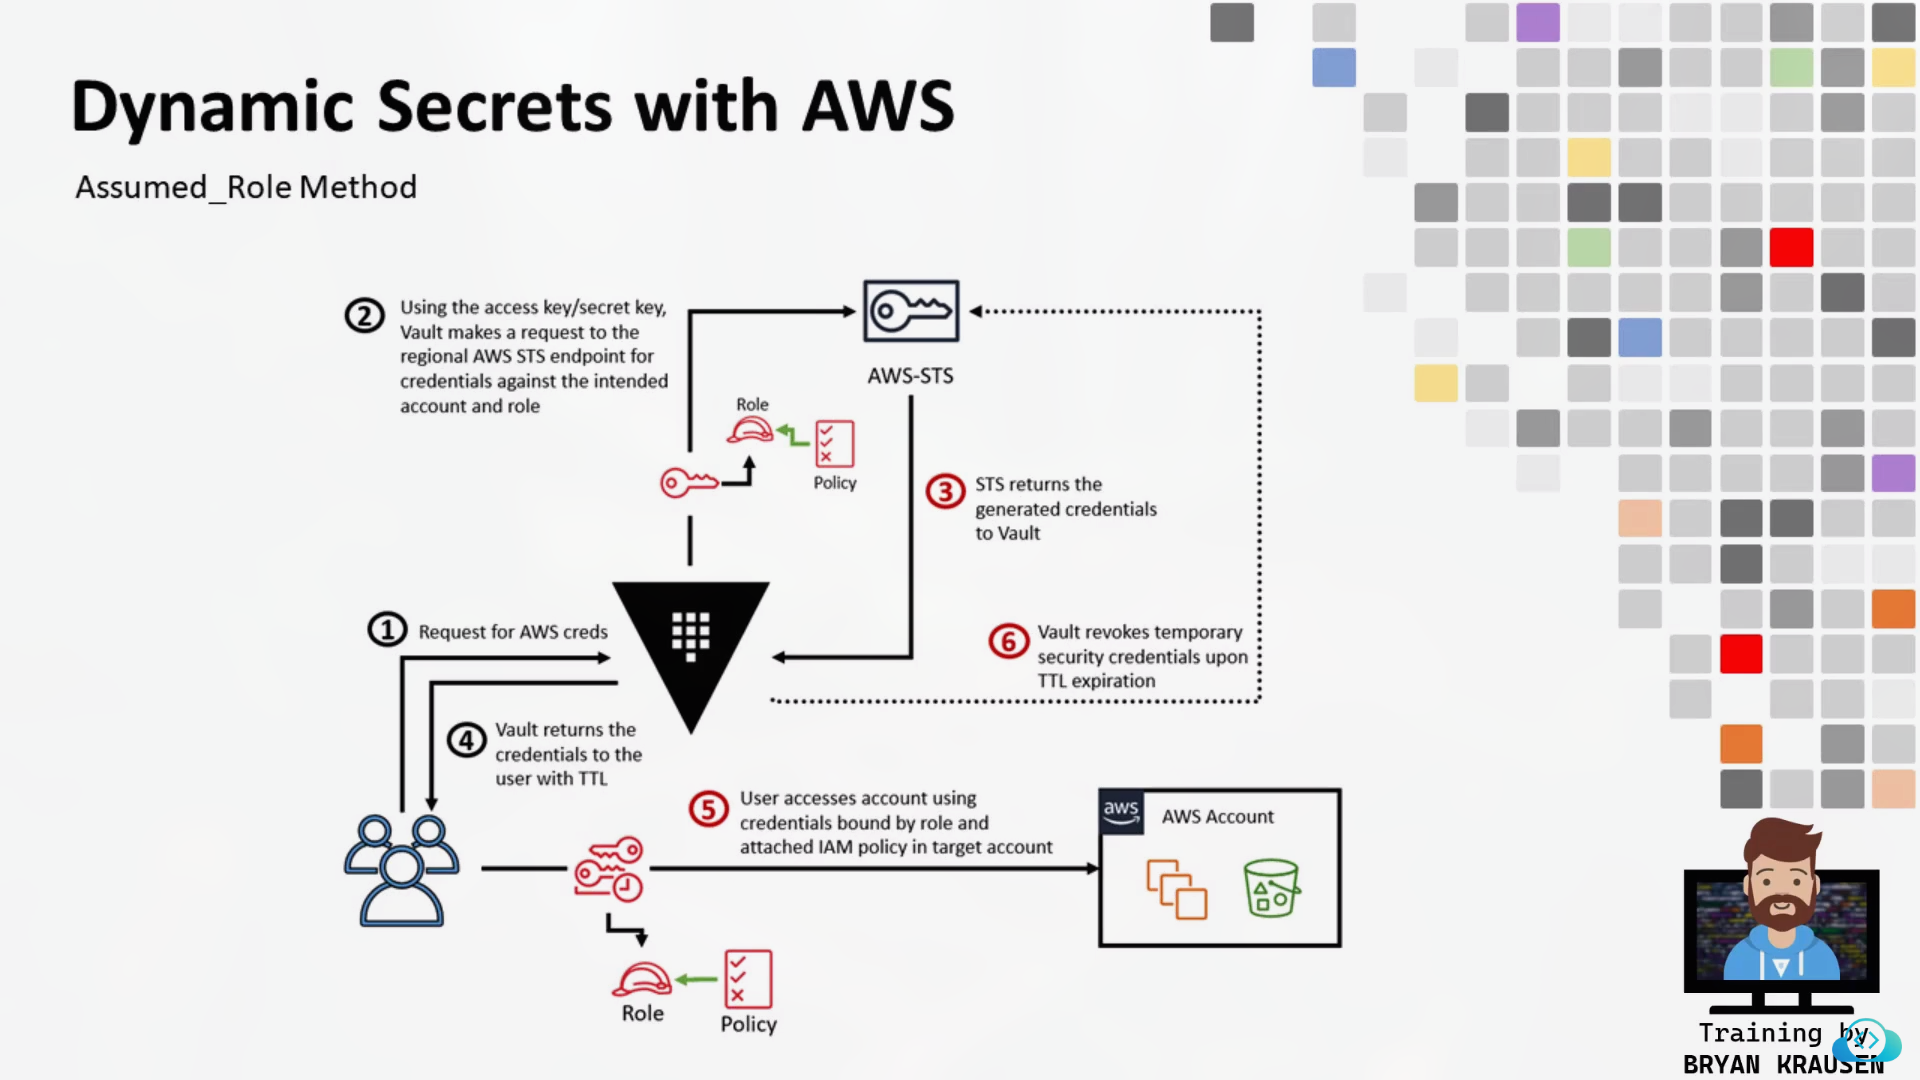 Dynamic Secrets with AWS
Assumed_Role Method
2
Using the access key/secret key,
Vault makes a request to the
regional AWS STS endpoint for
credentials against the intended
account and role
AWS-STS
Role
Policy
3
STS returns the
generated credentials
to Vault
1
Request for AWS creds
6
Vault revokes temporary
security credentials upon
TTL expiration
4
Vault returns the
credentials to the
user with TTL
5
User accesses account using
credentials bound by role and
attached IAM policy in target account
aws
AWS Account
Role
Policy
Training by
BRYAN KRAUSEN